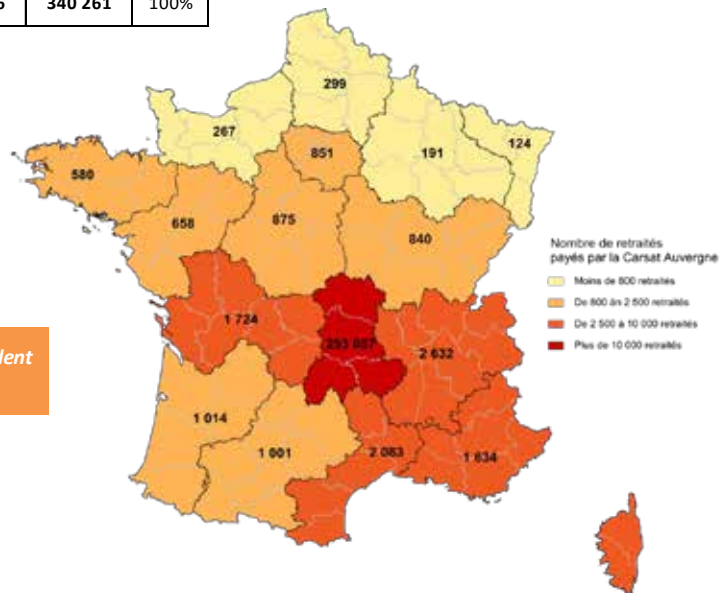 340 261 100%
299
267
124
191
851
580
658
875
840
Nombre de retraités
payés par la Carsat Auvergne
Moins de 800 retraités
De 800 àn 2 500 retraités
De 2 500 à 10 000 retraités
Plus de 10 000 retraités
1 724
2 632
1 014
1 001
2 083
1 634